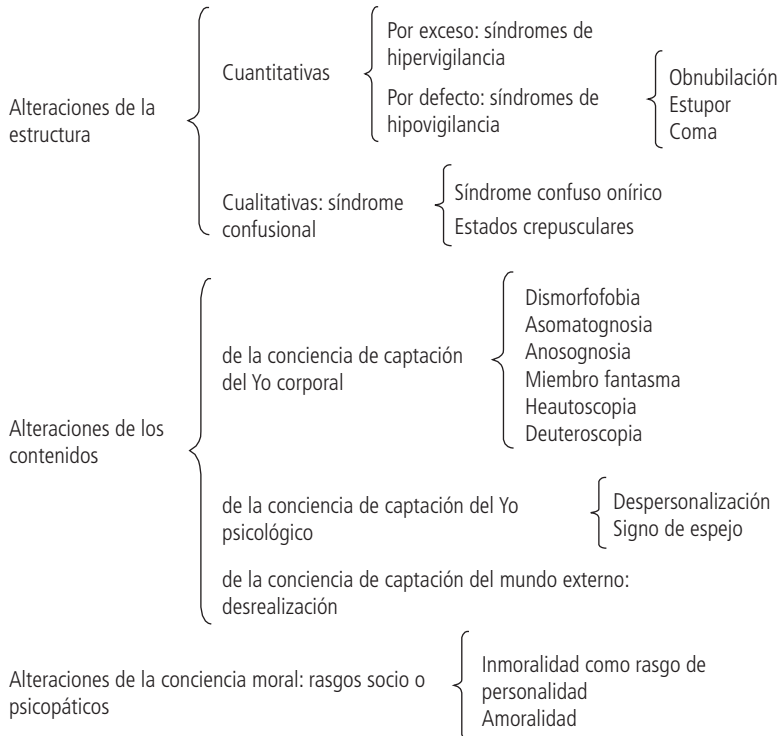 Alteraciones de la
estructura
Cuantitativas
Por exceso: síndromes de
hipervigilancia
Por defecto: síndromes de
hipovigilancia
Obnubilación
Estupor
Coma
Cualitativas: síndrome
confusional
Síndrome confuso onírico
Estados crepusculares
Alteraciones de los
contenidos
de la conciencia de captación
del Yo corporal
Dismorfofobia
Asomatognosia
Anosognosia
Miembro fantasma
Heautoscopia
Deuteroscopia
de la conciencia de captación del Yo
psicológico
Despersonalización
Signo de espejo
de la conciencia de captación del mundo externo:
desrealización
Alteraciones de la conciencia moral: rasgos socio o
psicopáticos
Inmoralidad como rasgo de
personalidad
Amoralidad